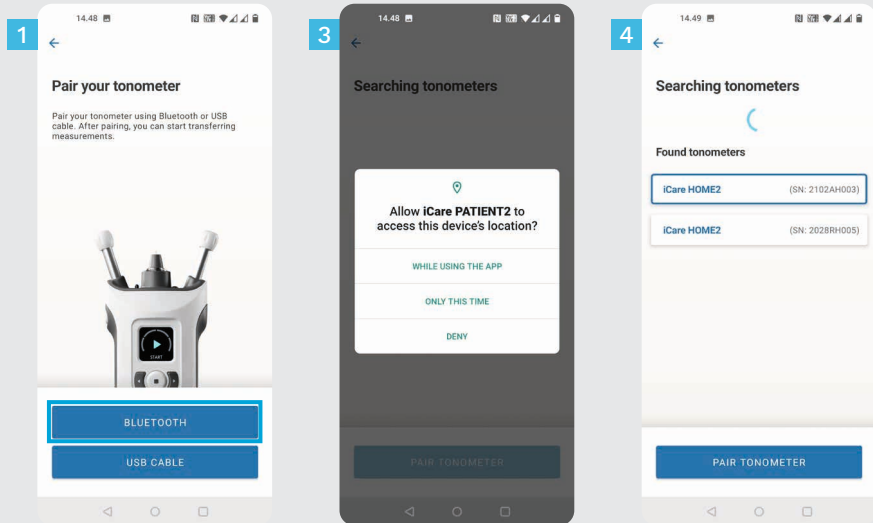 1
14.48
Pair your tonometer
Pair your tonometer using Bluetooth or USB
cable. After pairing, you can start transferring
measurements.
START
BLUETOOTH
USB CABLE
3
14.48
Searching tonometers
Allow iCare PATIENT2 to
access this device's location?
WHILE USING THE APP
ONLY THIS TIME
DENY
PAIR TONOMETER
4
14.49
Searching tonometers
Found tonometers
iCare HOME2 (SN: 2102AH003)
iCare HOME2 (SN: 2028RH005)
PAIR TONOMETER